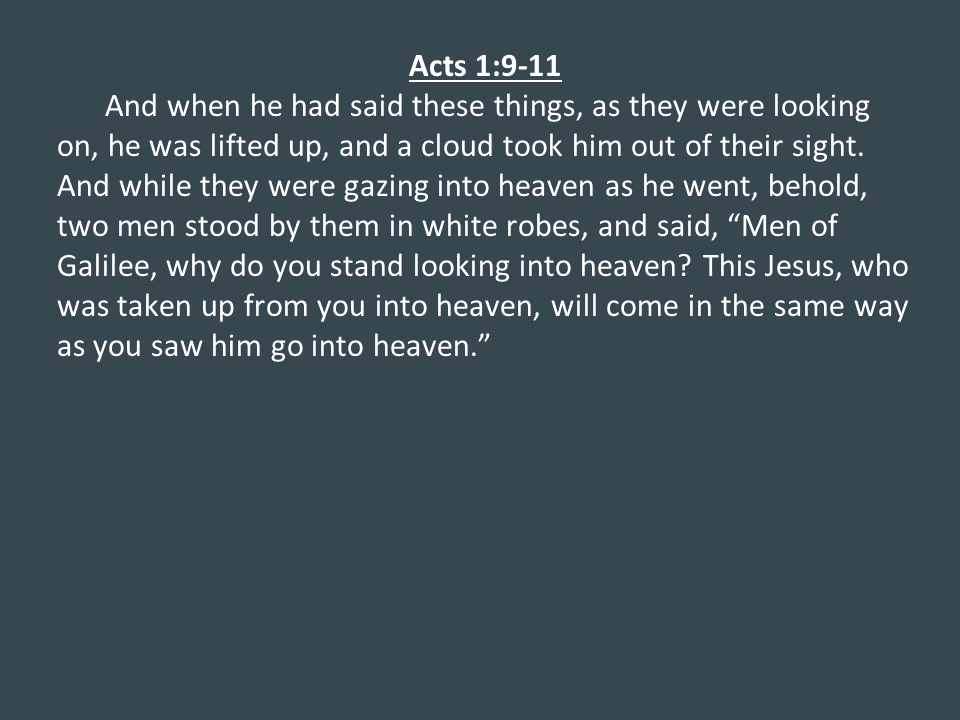 Acts 1:9-11
And when he had said these things, as they were looking
on, he was lifted up, and a cloud took him out of their sight.
And while they were gazing into heaven as he went, behold,
two men stood by them in white robes, and said, “Men of
Galilee, why do you stand looking into heaven? This Jesus, who
was taken up from you into heaven, will come in the same way
as you saw him go into heaven.”